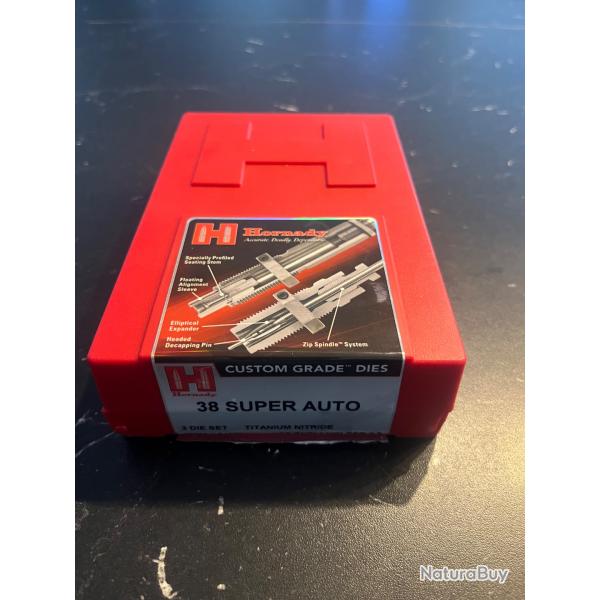 Hornady
Accurate. Deadly. Dependable.
Specially Profiled
Seating Stem
Floating
Alignment
Sleeve
Elliptical
Expander
Headed
Decapping Pin
Zip Spindle™ System
CUSTOM GRADE™ DIES
Hornady
38 SUPER AUTO
3 DIE SET TITANIUM NITRIDE
NaturaBuy